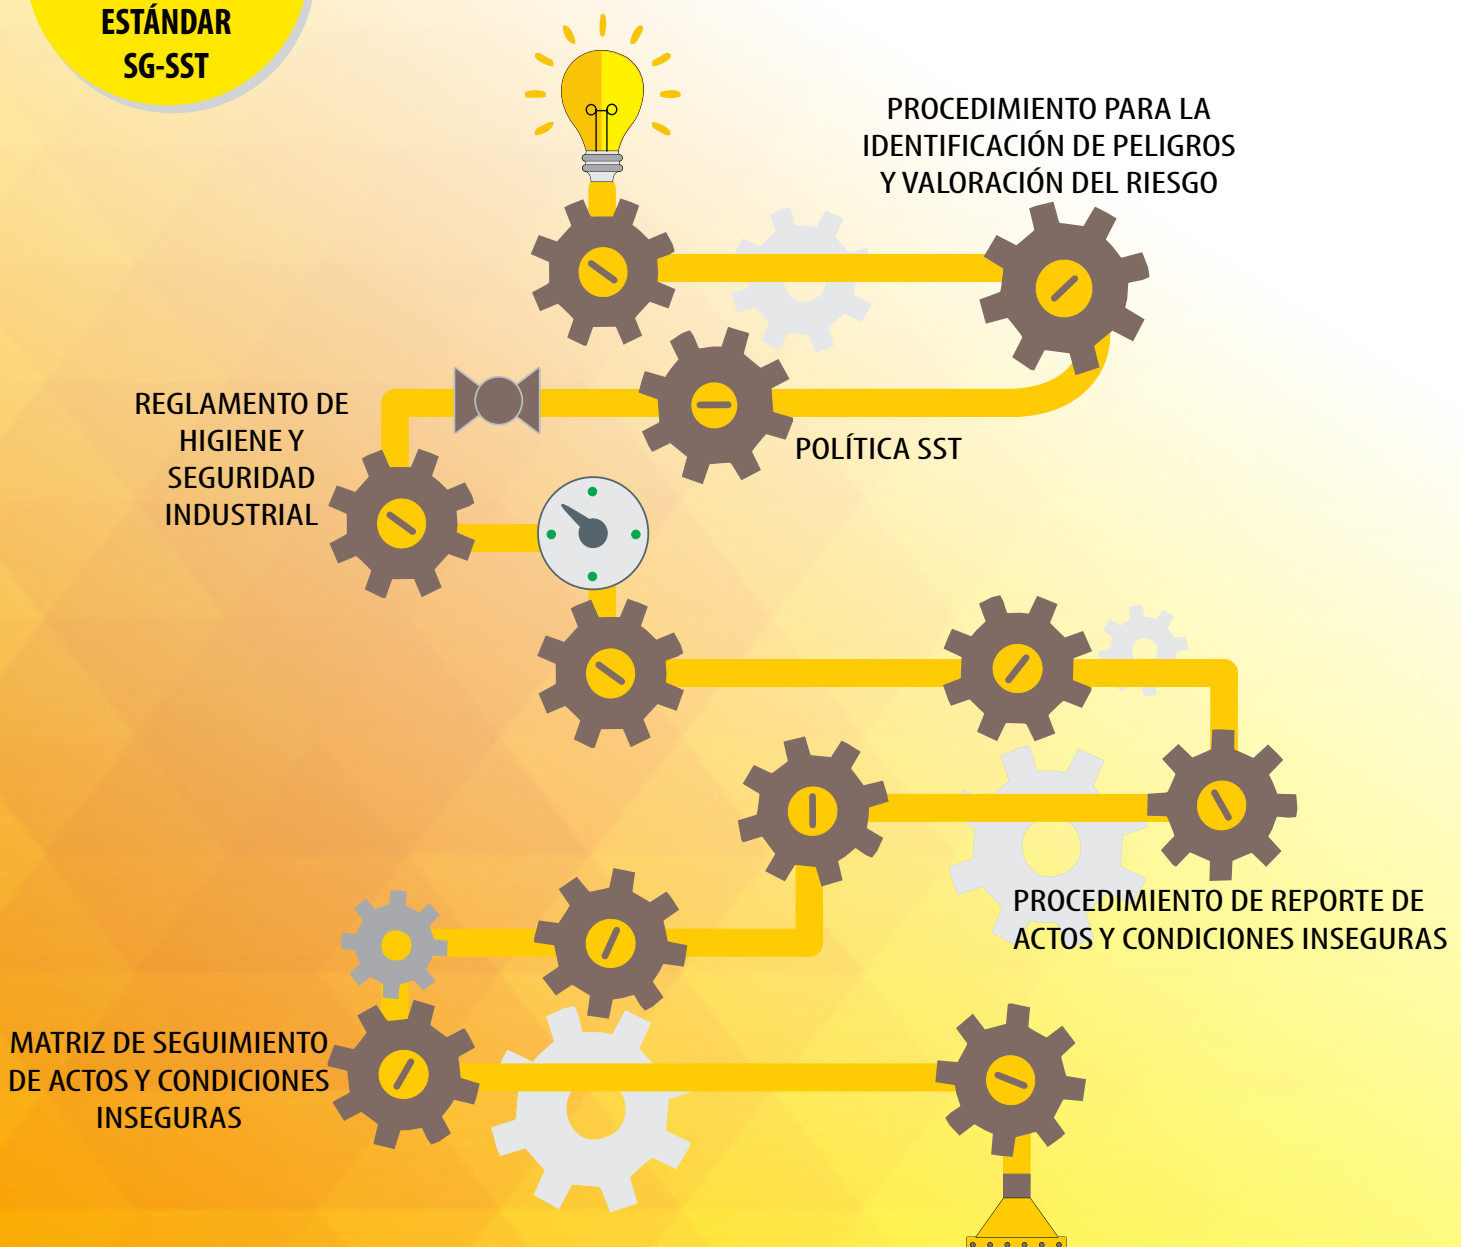 ESTÁNDAR
SG-SST
PROCEDIMIENTO PARA LA
IDENTIFICACIÓN DE PELIGROS
Y VALORACIÓN DEL RIESGO
REGLAMENTO DE
HIGIENE Y
SEGURIDAD
INDUSTRIAL
POLÍTICA SST
PROCEDIMIENTO DE REPORTE DE
ACTOS Y CONDICIONES INSEGURAS
MATRIZ DE SEGUIMIENTO
DE ACTOS Y CONDICIONES
INSEGURAS